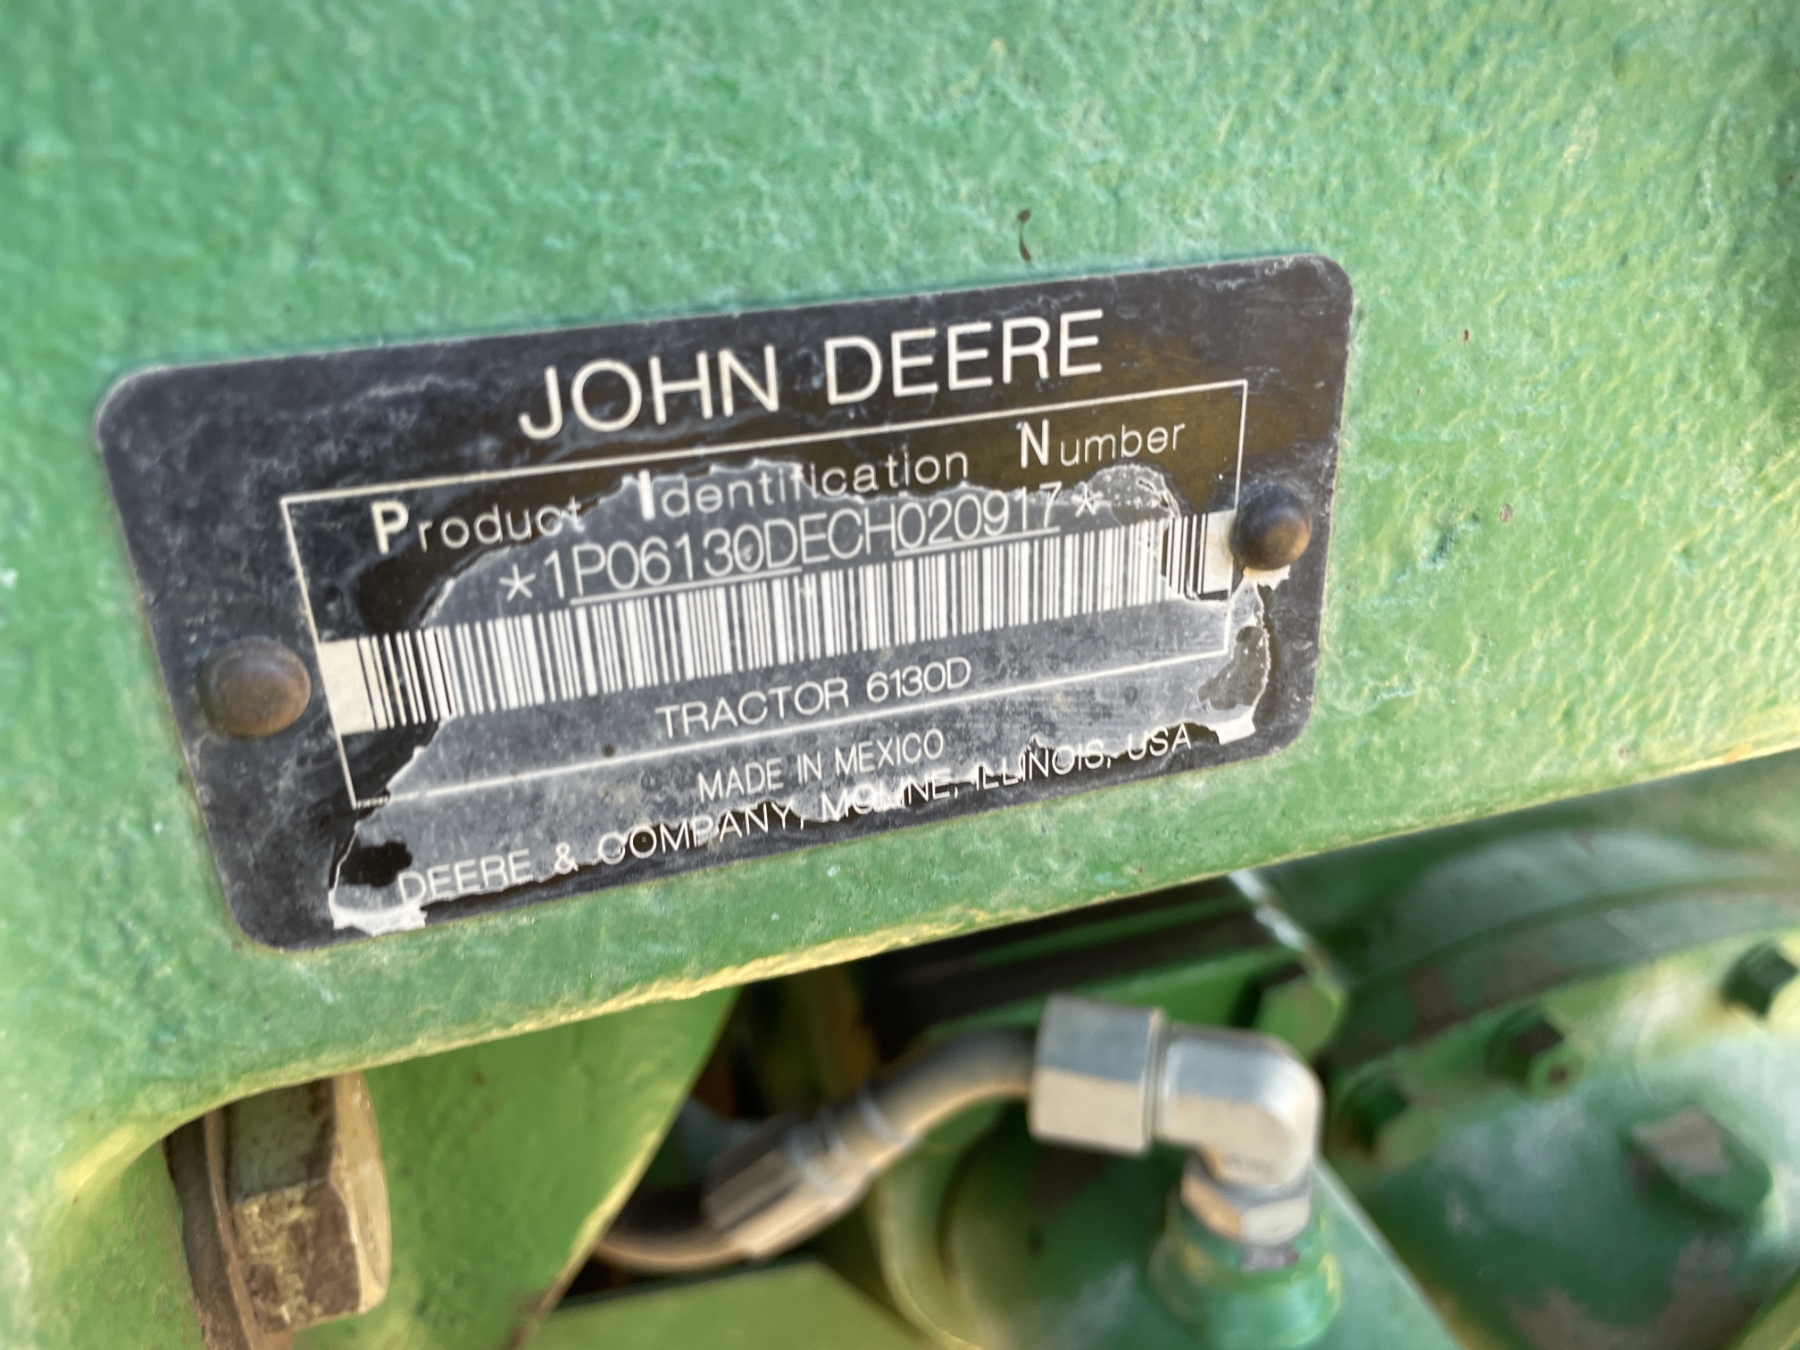 JOHN DEERE
Product Identification Number
*1P06130DECH020917*
TRACTOR 6130D
MADE IN MEXICO
DEERE & COMPANY, MOLINE, ILLINOIS, USA